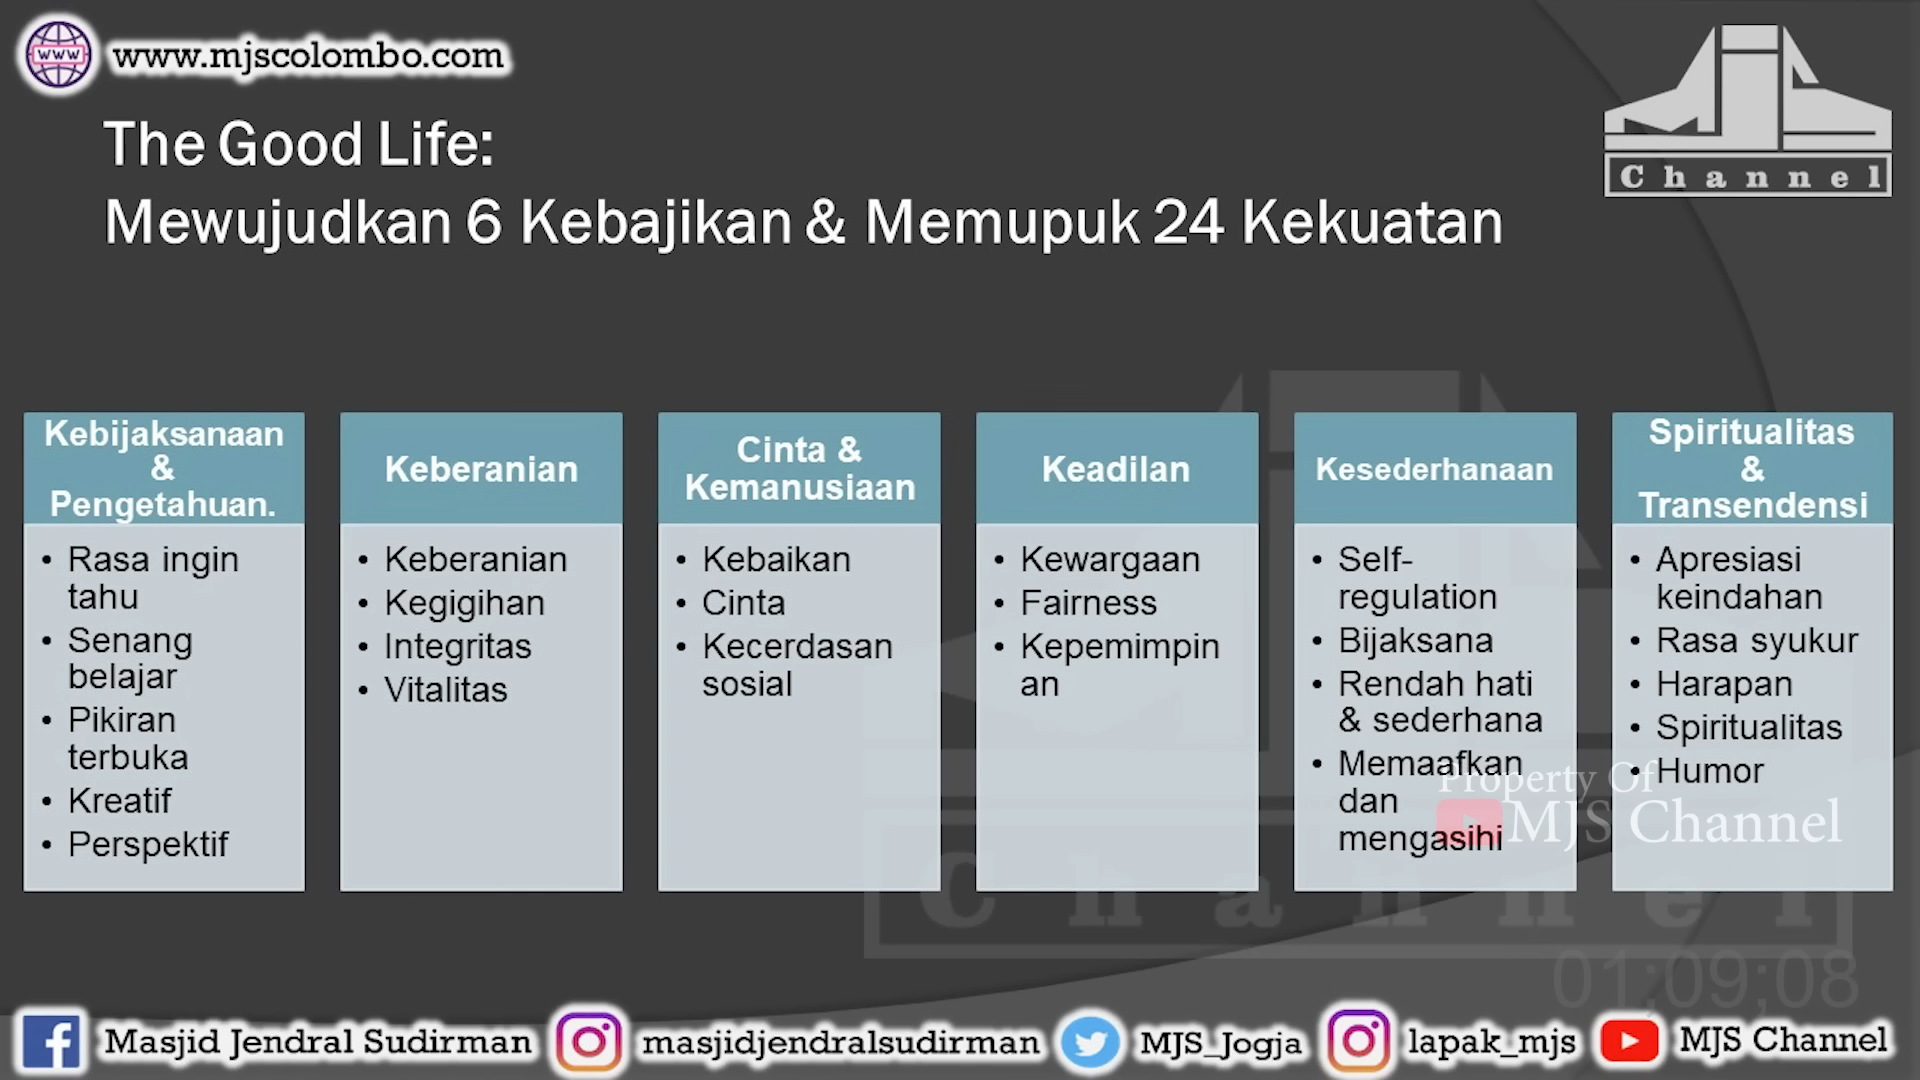 www.mjscolombo.com
The Good Life:
Mewujudkan 6 Kebajikan & Memupuk 24 Kekuatan
Channel
Kebijaksanaan
&
Pengetahuan.
• Rasa ingin
tahu
• Senang
belajar
• Pikiran
terbuka
• Kreatif
• Perspektif
Keberanian
• Keberanian
• Kegigihan
• Integritas
• Vitalitas
Cinta &
Kemanusiaan
• Kebaikan
• Cinta
• Kecerdasan
sosial
Keadilan
• Kewargaan
• Fairness
• Kepemimpin
an
Kesederhanaan
• Self-
regulation
• Bijaksana
• Rendah hati
& sederhana
• Memaafkan
dan
mengasihi
Spiritualitas
&
Transendensi
• Apresiasi
keindahan
• Rasa syukur
• Harapan
• Spiritualitas
• Humor
Property Of
MJS Channel
Channel
01;09;08
Masjid Jendral Sudirman masjidjendralsudirman MJS_Jogja lapak_mjs MJS Channel